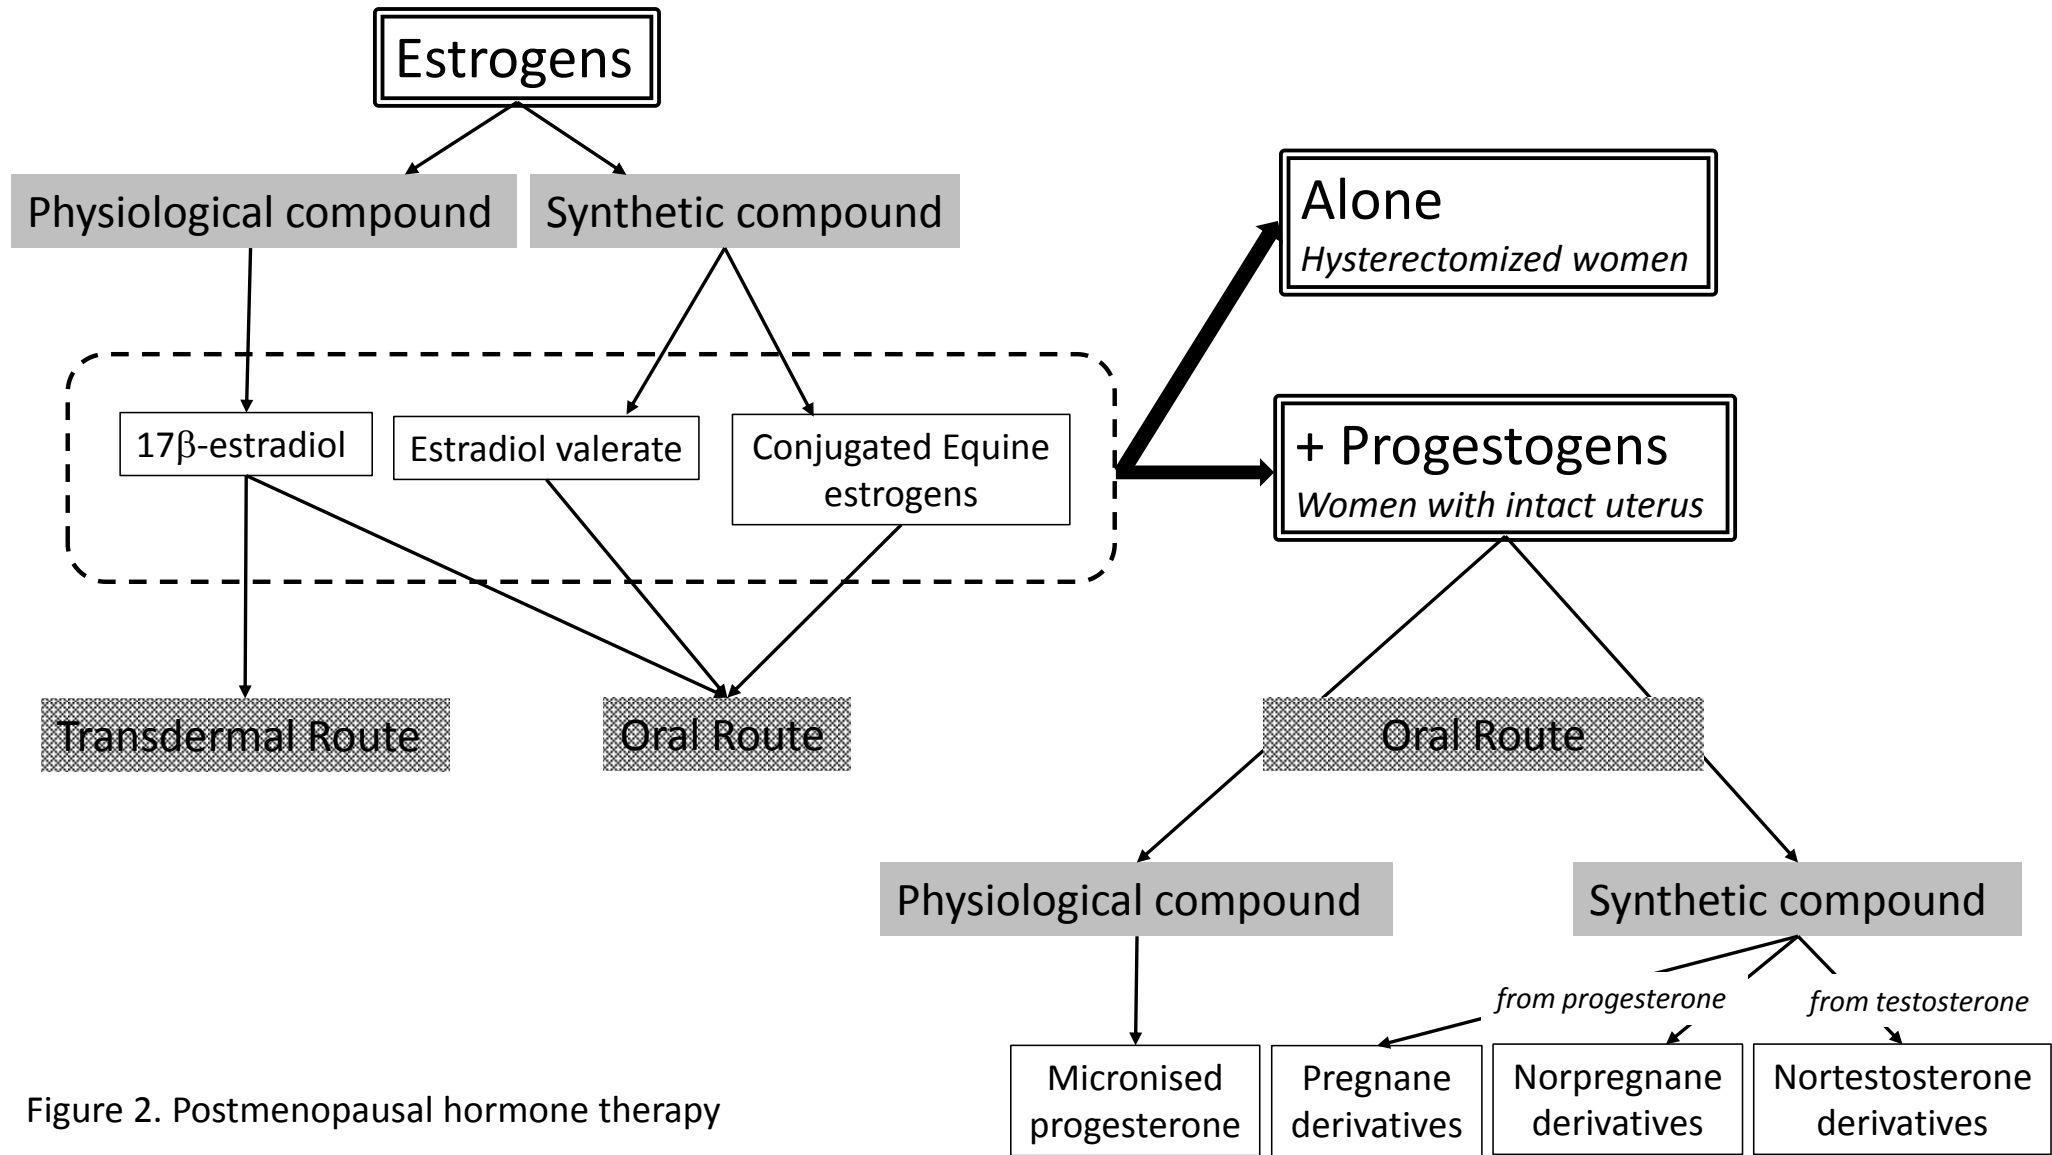 Estrogens
Physiological compound
Synthetic compound
Alone
Hysterectomized women
17β-estradiol
Estradiol valerate
Conjugated Equine
estrogens
+ Progestogens
Women with intact uterus
Transdermal Route
Oral Route
Oral Route
Physiological compound
Synthetic compound
from progesterone
from testosterone
Micronised
progesterone
Pregnane
derivatives
Norpregnane
derivatives
Nortestosterone
derivatives
Figure 2. Postmenopausal hormone therapy